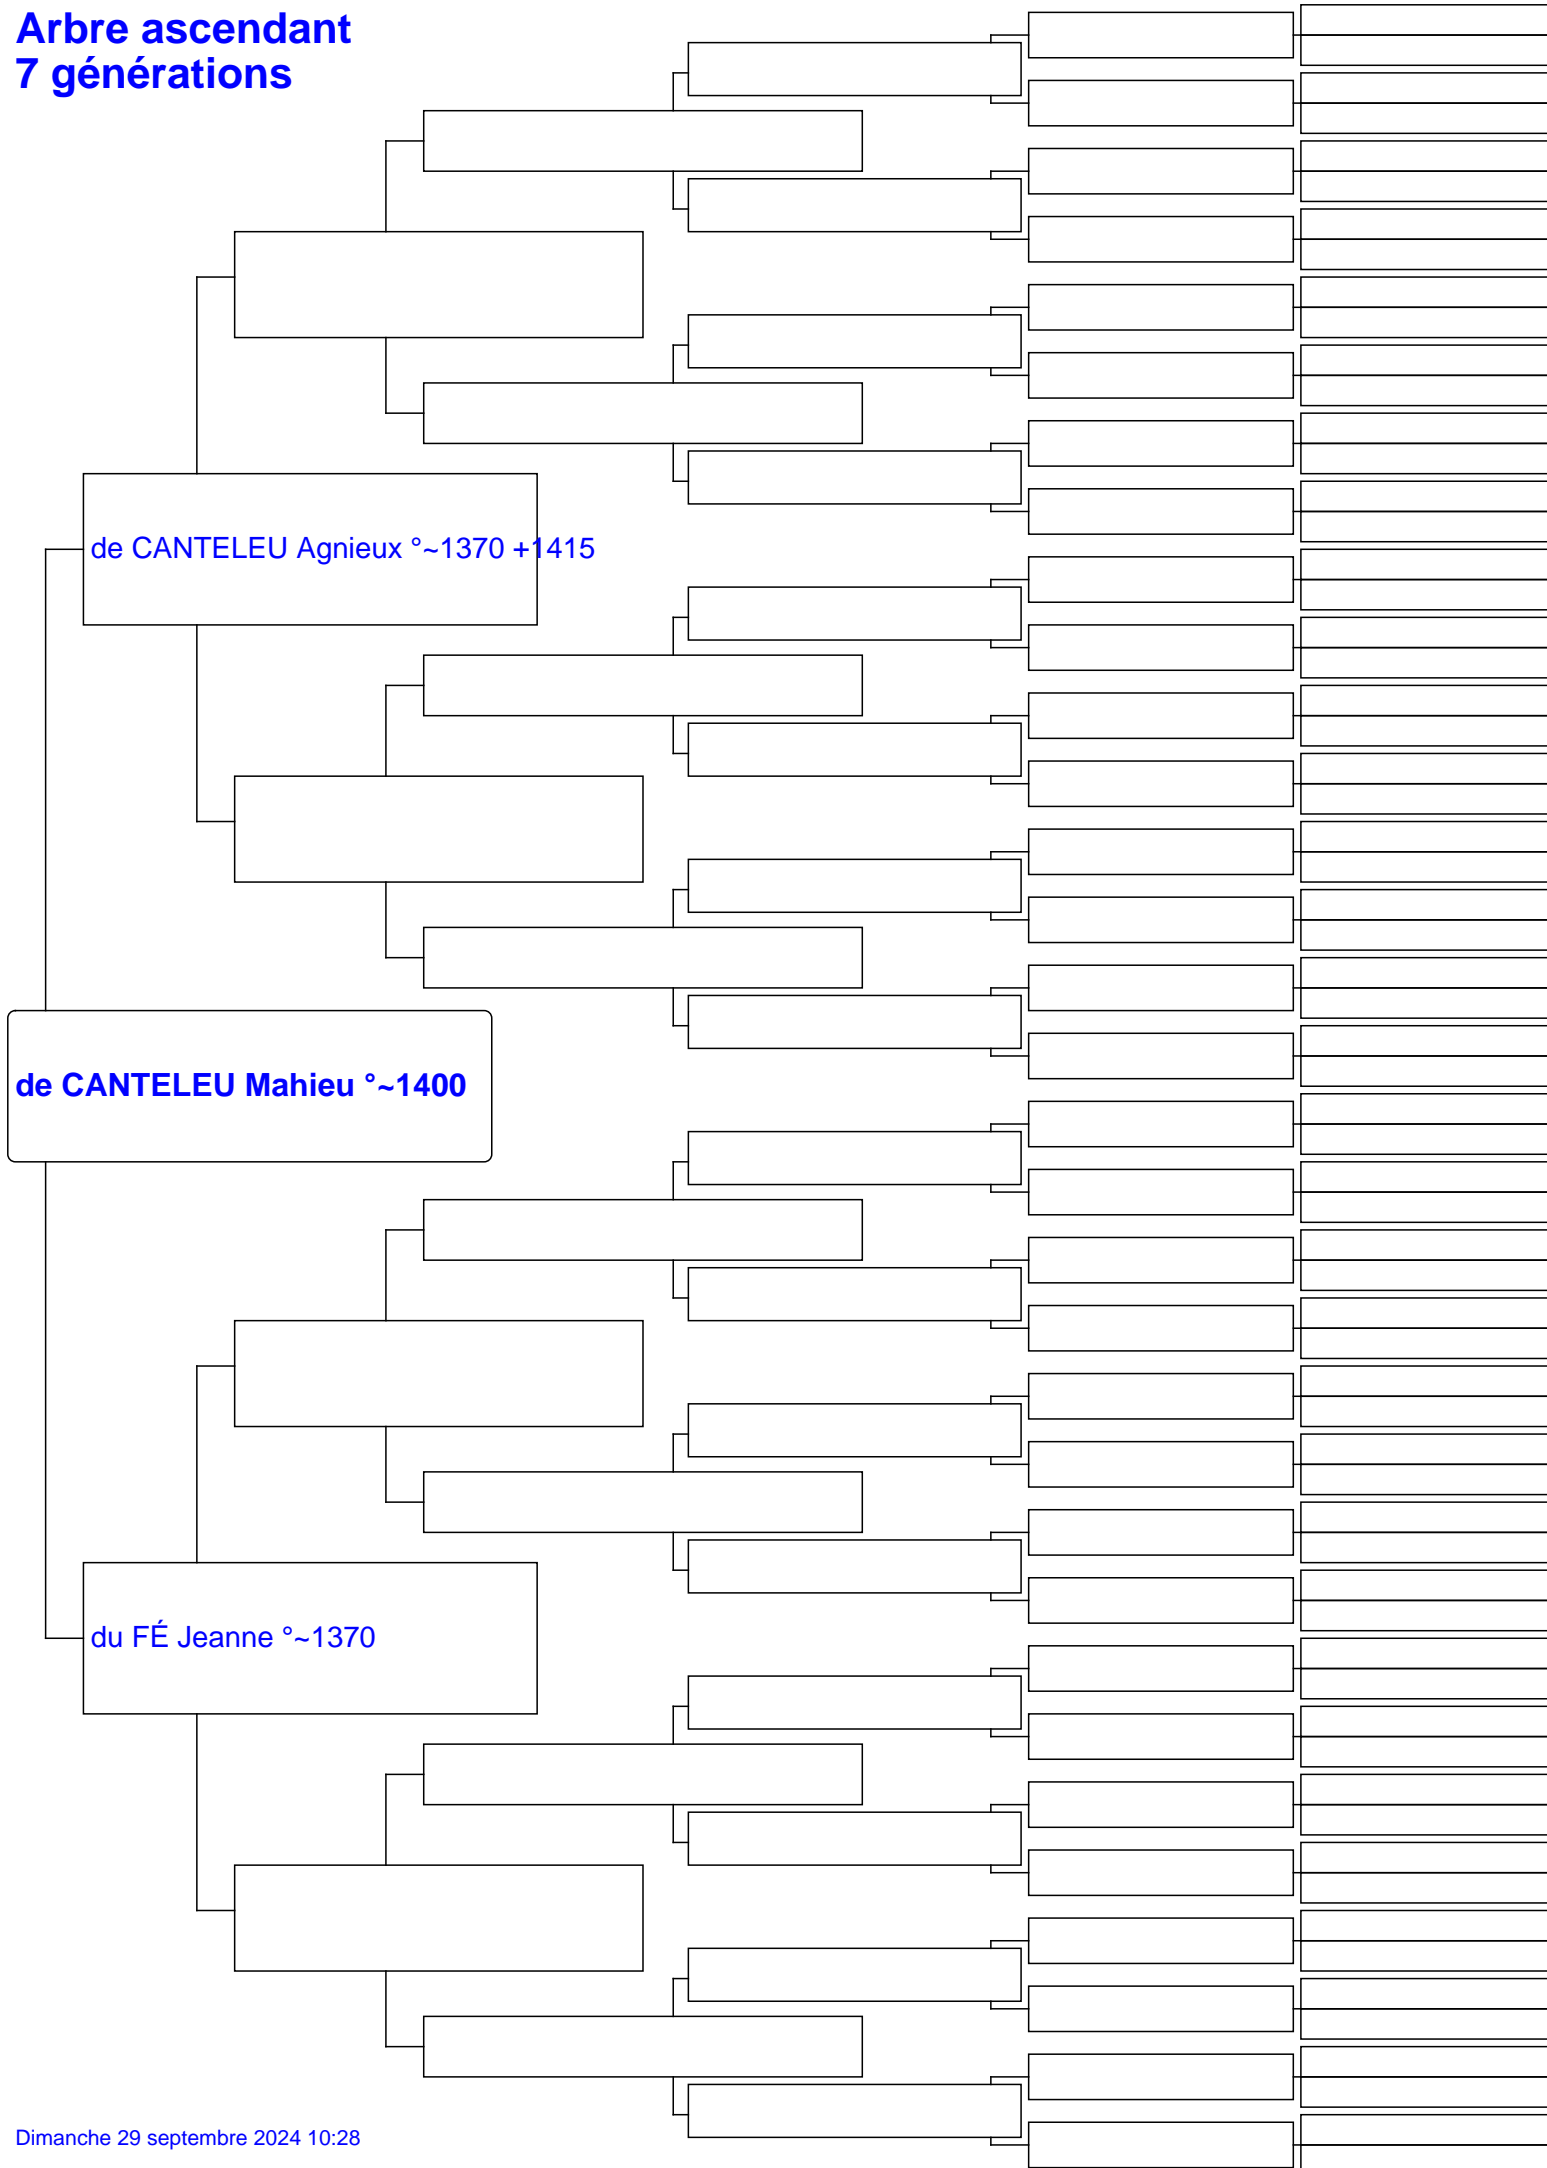 Arbre ascendant
7 générations
de CANTELEU Agnieux °~1370 +1415
de CANTELEU Mahieu °~1400
du FÉ Jeanne °~1370
Dimanche 29 septembre 2024 10:28